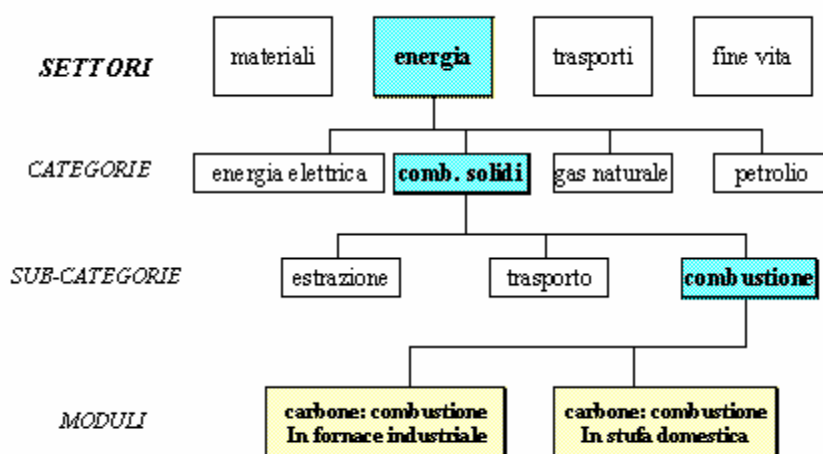 SETTORI
materiali
energia
trasporti
fine vita
CATEGORIE
energia elettrica
comb. solidi
gas naturale
petrolio
SUB-CATEGORIE
estrazione
trasporto
combustione
MODULI
carbone: combustione
In fornace industriale
carbone: combustione
In stufa domestica